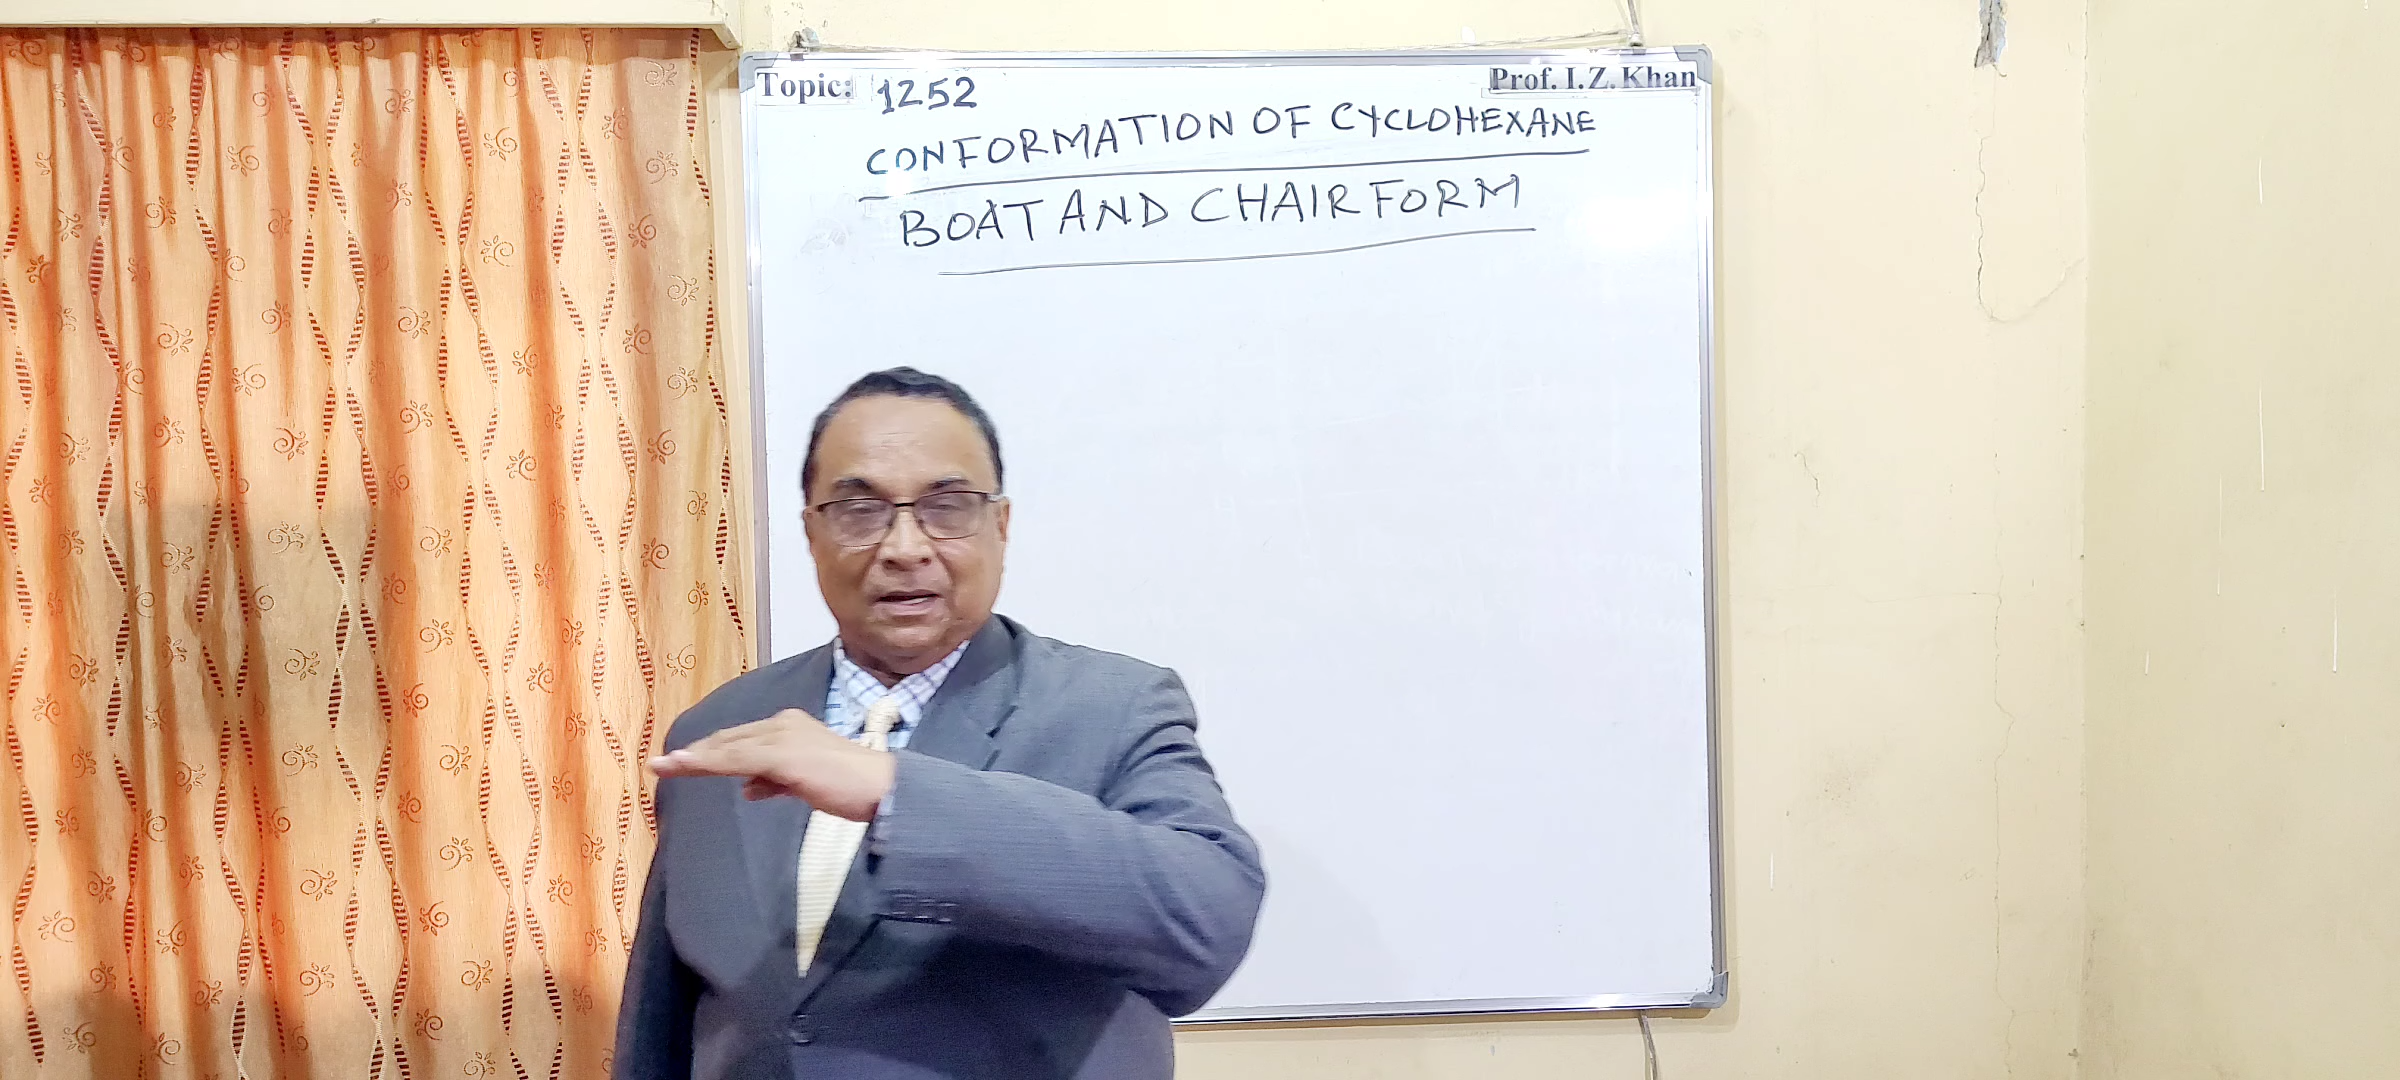 Topic: 1252 Prof. I.Z. Khan
CONFORMATION OF CYCLOHEXANE
BOAT AND CHAIR FORM